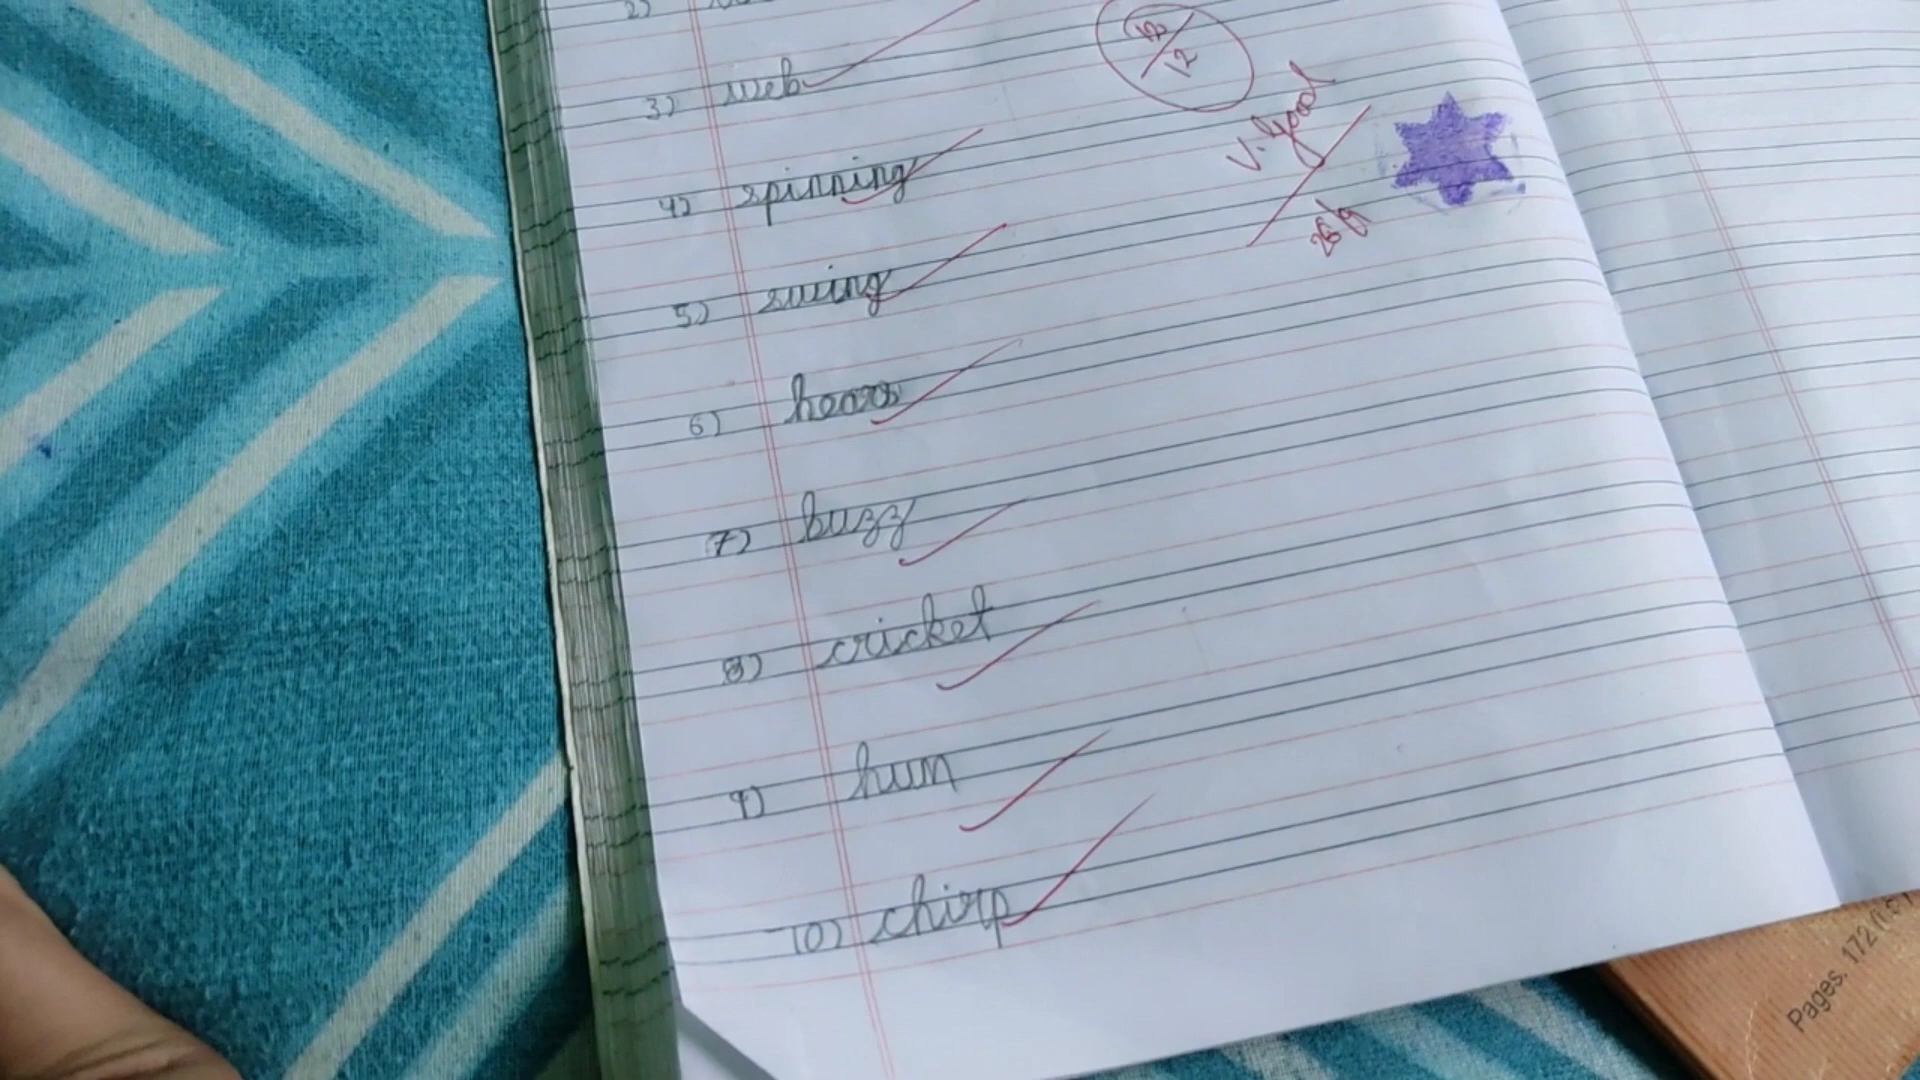 2)
3) web
12
4) spinning
V. Good
5) swing
26/9
6) hears
7) buzz
8) cricket
9) hum
10) chirp
Pages. 172